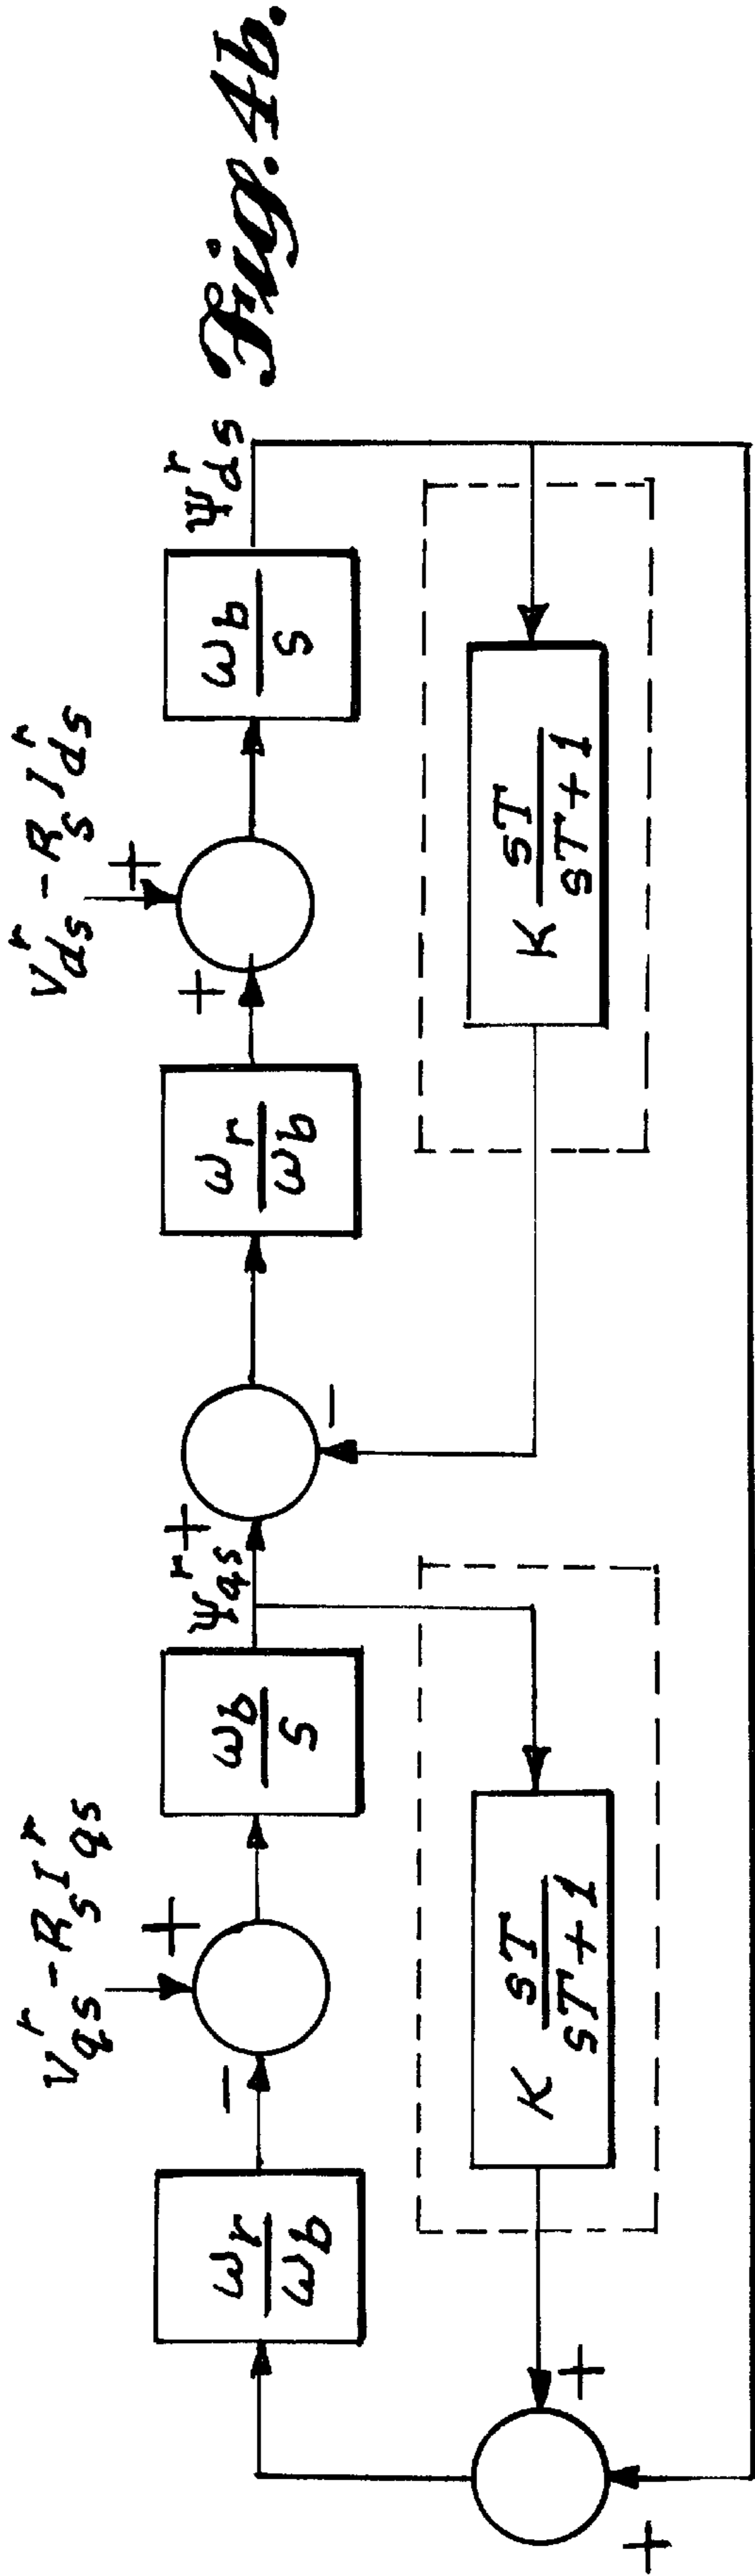 Fig. 4b.
V^r_qs - R_s I^r_qs
V^r_ds - R_s I^r_ds
ω_r / ω_b
-
+
ω_b / s
Ψ^r_qs
+
-
ω_r / ω_b
+
+
ω_b / s
Ψ^r_ds
K sT / sT + 1
K sT / sT + 1
+
+